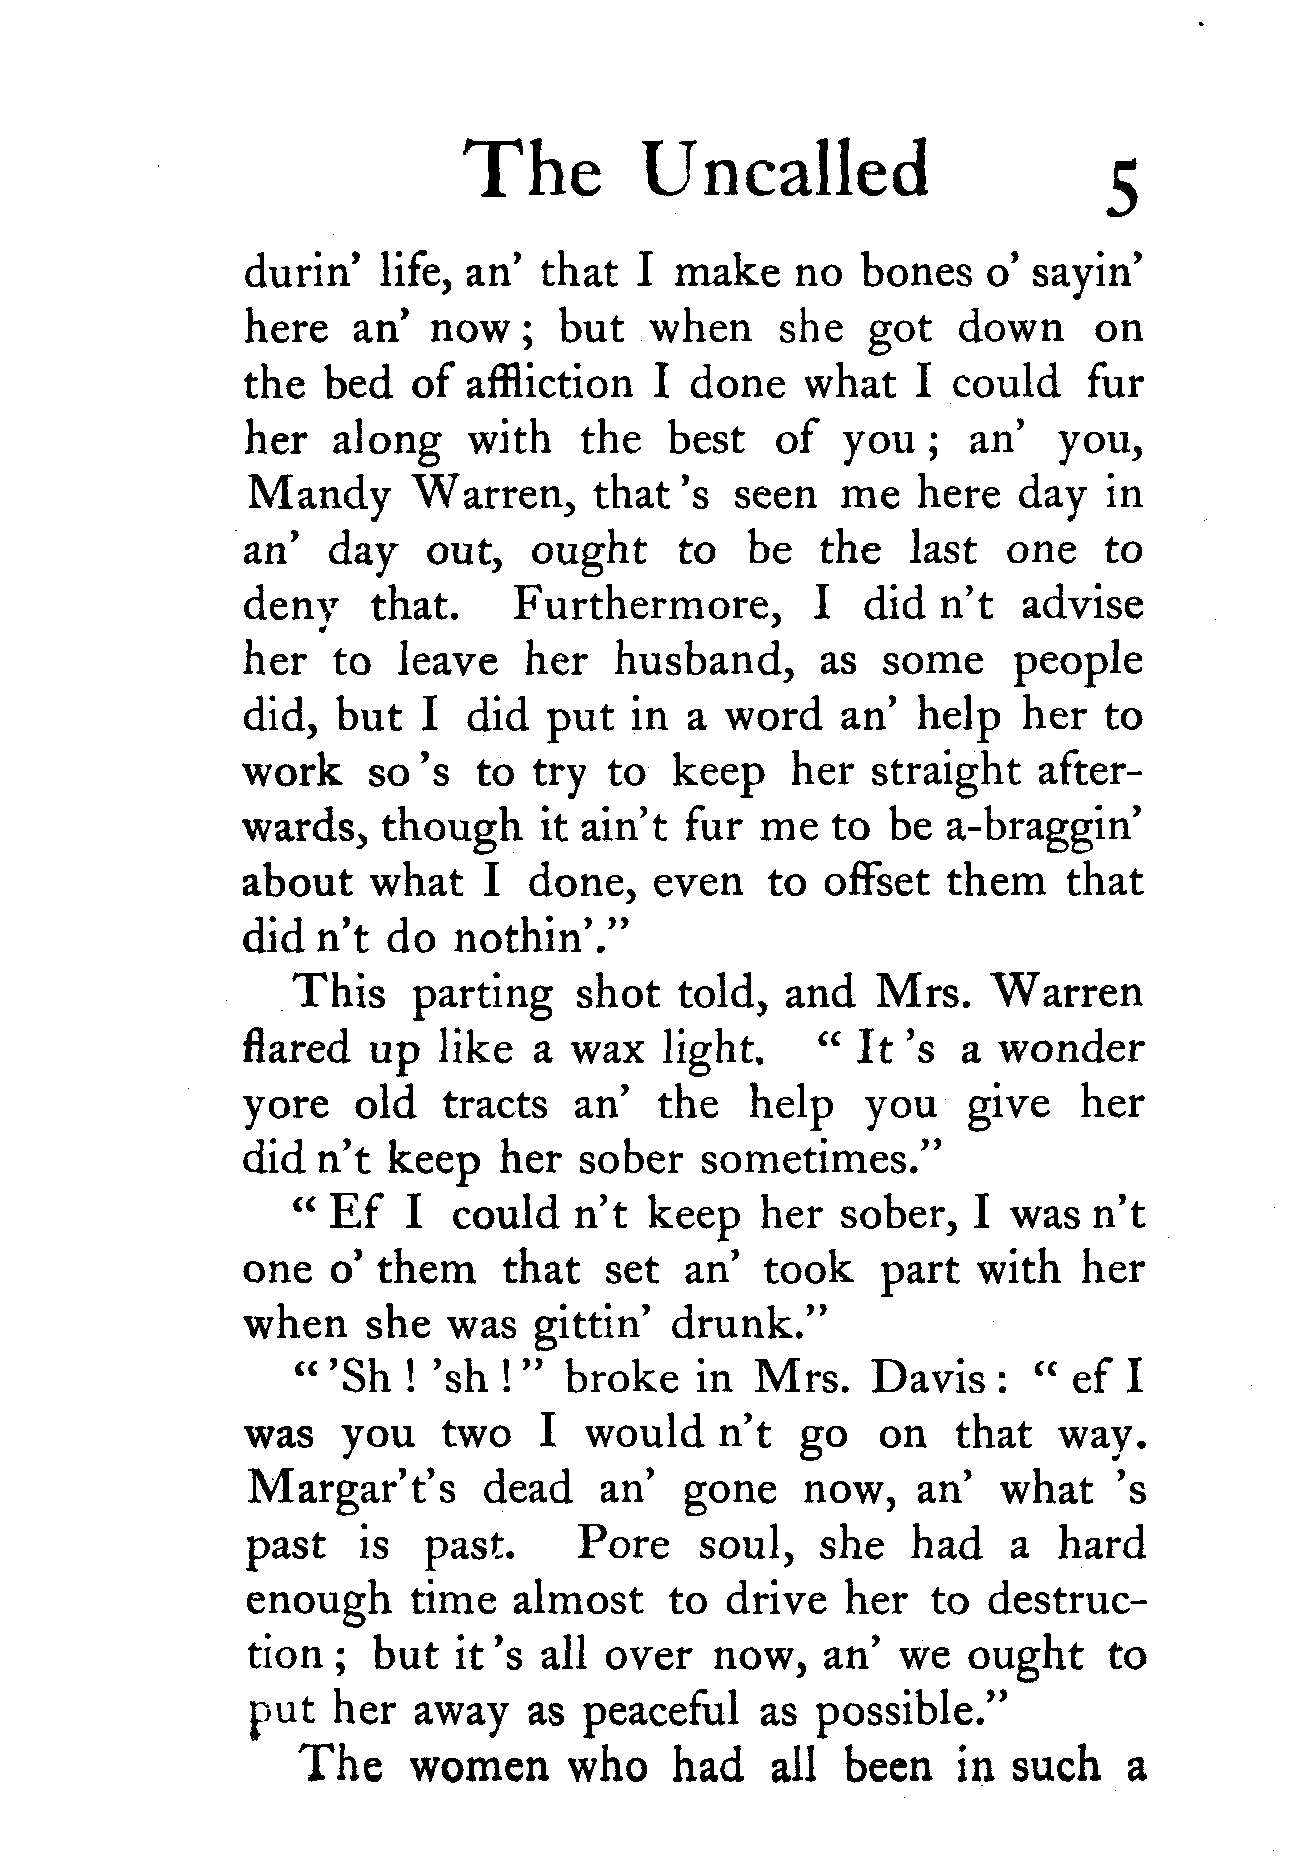 The Uncalled 5
durin' life, an' that I make no bones o' sayin'
here an' now ; but when she got down on
the bed of affliction I done what I could fur
her along with the best of you ; an' you,
Mandy Warren, that 's seen me here day in
an' day out, ought to be the last one to
deny that. Furthermore, I did n't advise
her to leave her husband, as some people
did, but I did put in a word an' help her to
work so 's to try to keep her straight after-
wards, though it ain't fur me to be a-braggin'
about what I done, even to offset them that
did n't do nothin'."
This parting shot told, and Mrs. Warren
flared up like a wax light. " It 's a wonder
yore old tracts an' the help you give her
did n't keep her sober sometimes."
" Ef I could n't keep her sober, I was n't
one o' them that set an' took part with her
when she was gittin' drunk."
" 'Sh ! 'sh ! " broke in Mrs. Davis : " ef I
was you two I would n't go on that way.
Margar't's dead an' gone now, an' what 's
past is past. Pore soul, she had a hard
enough time almost to drive her to destruc-
tion ; but it 's all over now, an' we ought to
put her away as peaceful as possible."
The women who had all been in such a